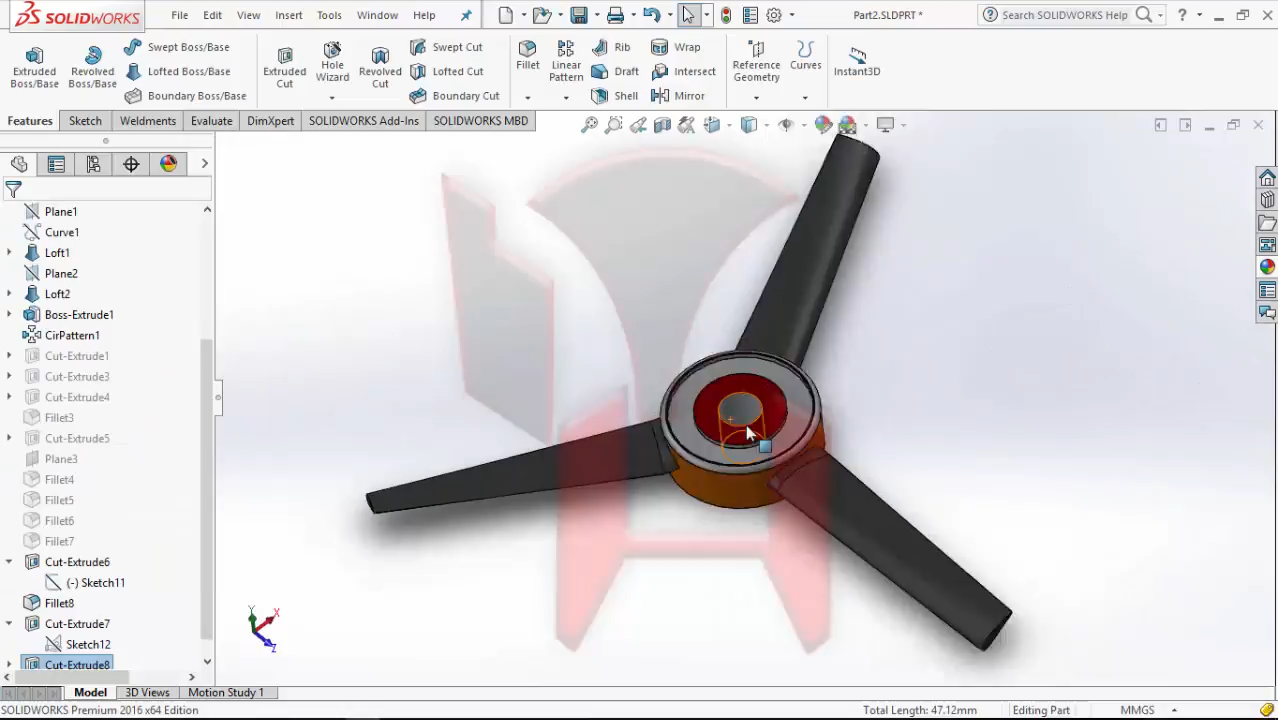 SOLIDWORKS File Edit View Insert Tools Window Help Part2.SLDPRT * Search SOLIDWORKS Help ?
Extruded Boss/Base Revolved Boss/Base Swept Boss/Base Lofted Boss/Base Boundary Boss/Base Extruded Cut Hole Wizard Revolved Cut Swept Cut Lofted Cut Boundary Cut Fillet Linear Pattern Rib Draft Shell Wrap Intersect Mirror Reference Geometry Curves Instant3D
Features Sketch Weldments Evaluate DimXpert SOLIDWORKS Add-Ins SOLIDWORKS MBD
Plane1
Curve1
Loft1
Plane2
Loft2
Boss-Extrude1
CirPattern1
Cut-Extrude1
Cut-Extrude3
Cut-Extrude4
Fillet3
Cut-Extrude5
Plane3
Fillet4
Fillet5
Fillet6
Fillet7
Cut-Extrude6
(-) Sketch11
Fillet8
Cut-Extrude7
Sketch12
Cut-Extrude8
Y X Z
Model 3D Views Motion Study 1
SOLIDWORKS Premium 2016 x64 Edition Total Length: 47.12mm Editing Part MMGS